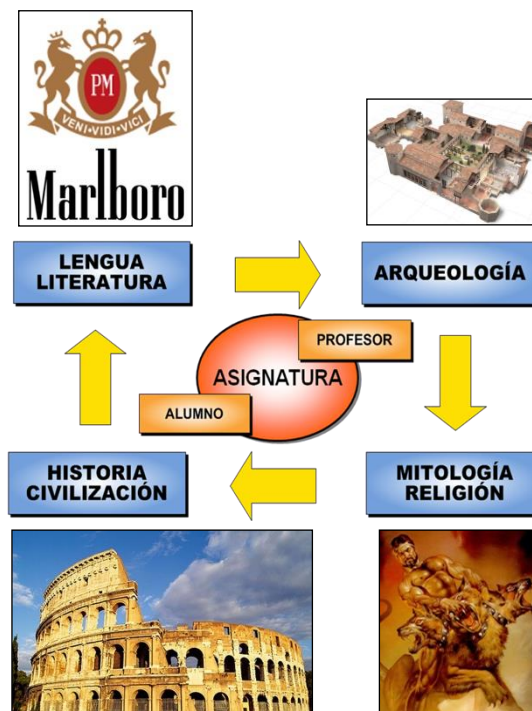 PM
VENI·VIDI·VICI
Marlboro
LENGUA
LITERATURA
ARQUEOLOGÍA
PROFESOR
ASIGNATURA
ALUMNO
HISTORIA
CIVILIZACIÓN
MITOLOGÍA
RELIGIÓN